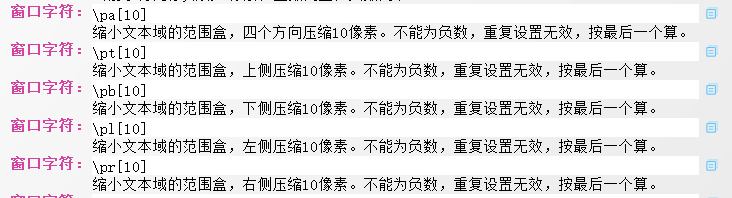 窗口字符：\pa[10]
缩小文本域的范围盒，四个方向压缩10像素。不能为负数，重复设置无效，按最后一个算。
窗口字符：\pt[10]
缩小文本域的范围盒，上侧压缩10像素。不能为负数，重复设置无效，按最后一个算。
窗口字符：\pb[10]
缩小文本域的范围盒，下侧压缩10像素。不能为负数，重复设置无效，按最后一个算。
窗口字符：\pl[10]
缩小文本域的范围盒，左侧压缩10像素。不能为负数，重复设置无效，按最后一个算。
窗口字符：\pr[10]
缩小文本域的范围盒，右侧压缩10像素。不能为负数，重复设置无效，按最后一个算。